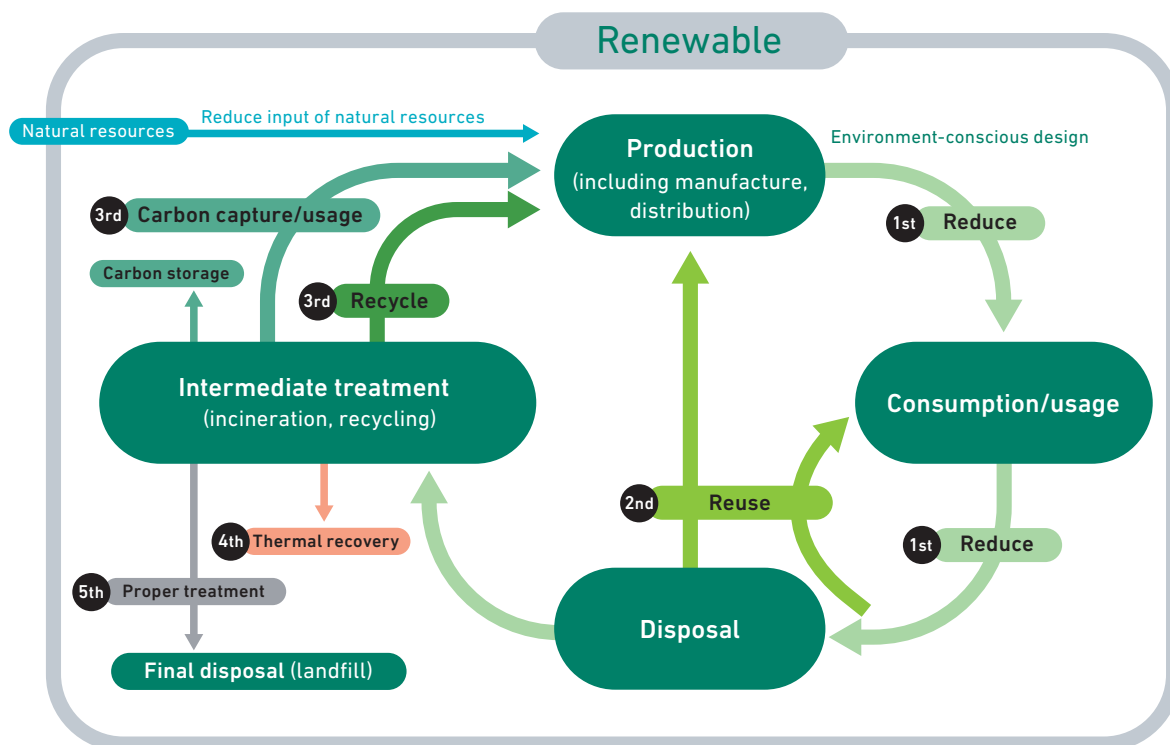 Renewable
Natural resources
Reduce input of natural resources
Production
(including manufacture,
distribution)
Environment-conscious design
3rd Carbon capture/usage
1st Reduce
Carbon storage
3rd Recycle
Intermediate treatment
(incineration, recycling)
Consumption/usage
2nd Reuse
4th Thermal recovery
1st Reduce
5th Proper treatment
Disposal
Final disposal (landfill)